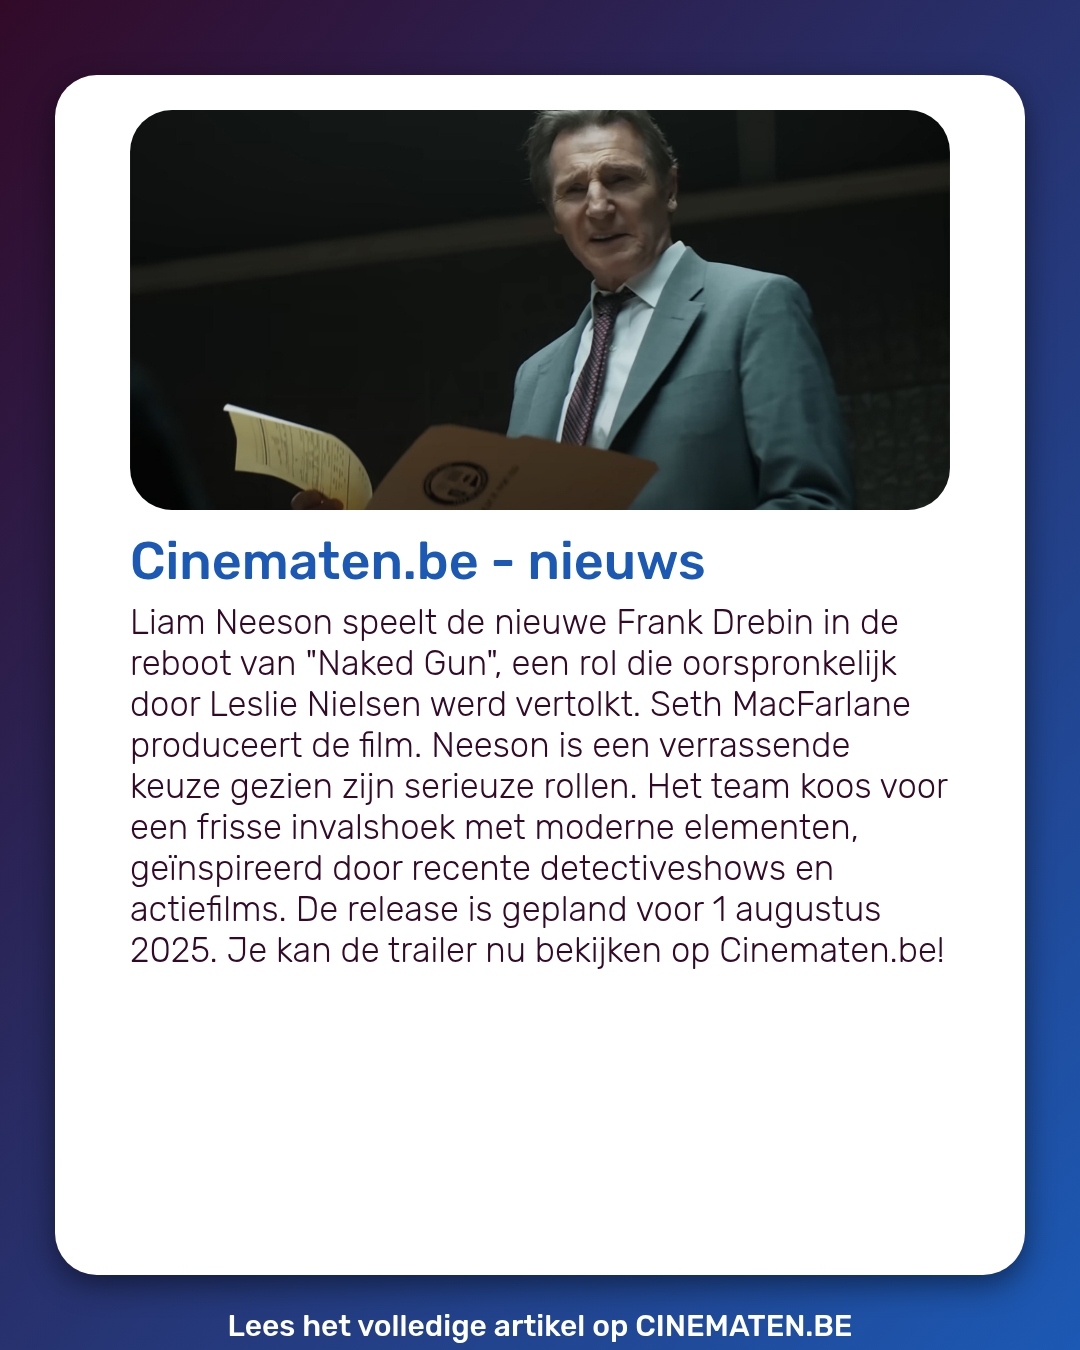 Cinematen.be - nieuws
Liam Neeson speelt de nieuwe Frank Drebin in de
reboot van "Naked Gun", een rol die oorspronkelijk
door Leslie Nielsen werd vertolkt. Seth MacFarlane
produceert de film. Neeson is een verrassende
keuze gezien zijn serieuze rollen. Het team koos voor
een frisse invalshoek met moderne elementen,
geïnspireerd door recente detectiveshows en
actiefilms. De release is gepland voor 1 augustus
2025. Je kan de trailer nu bekijken op Cinematen.be!
Lees het volledige artikel op CINEMATEN.BE